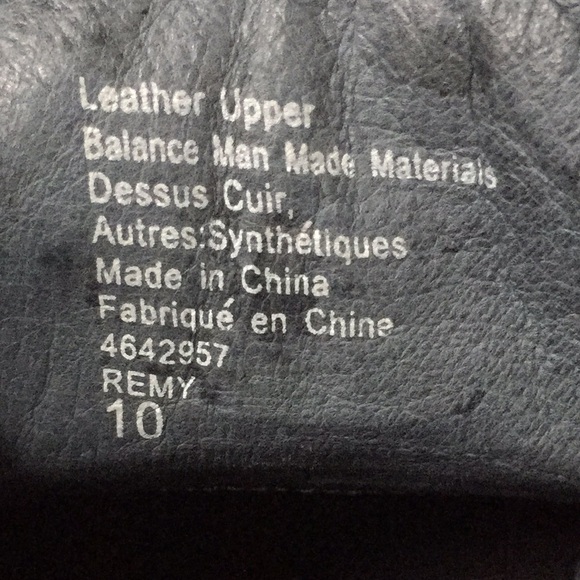 Leather Upper
Balance Man Made Materials
Dessus Cuir,
Autres:Synthétiques
Made in China
Fabriqué en Chine
4642957
REMY
10